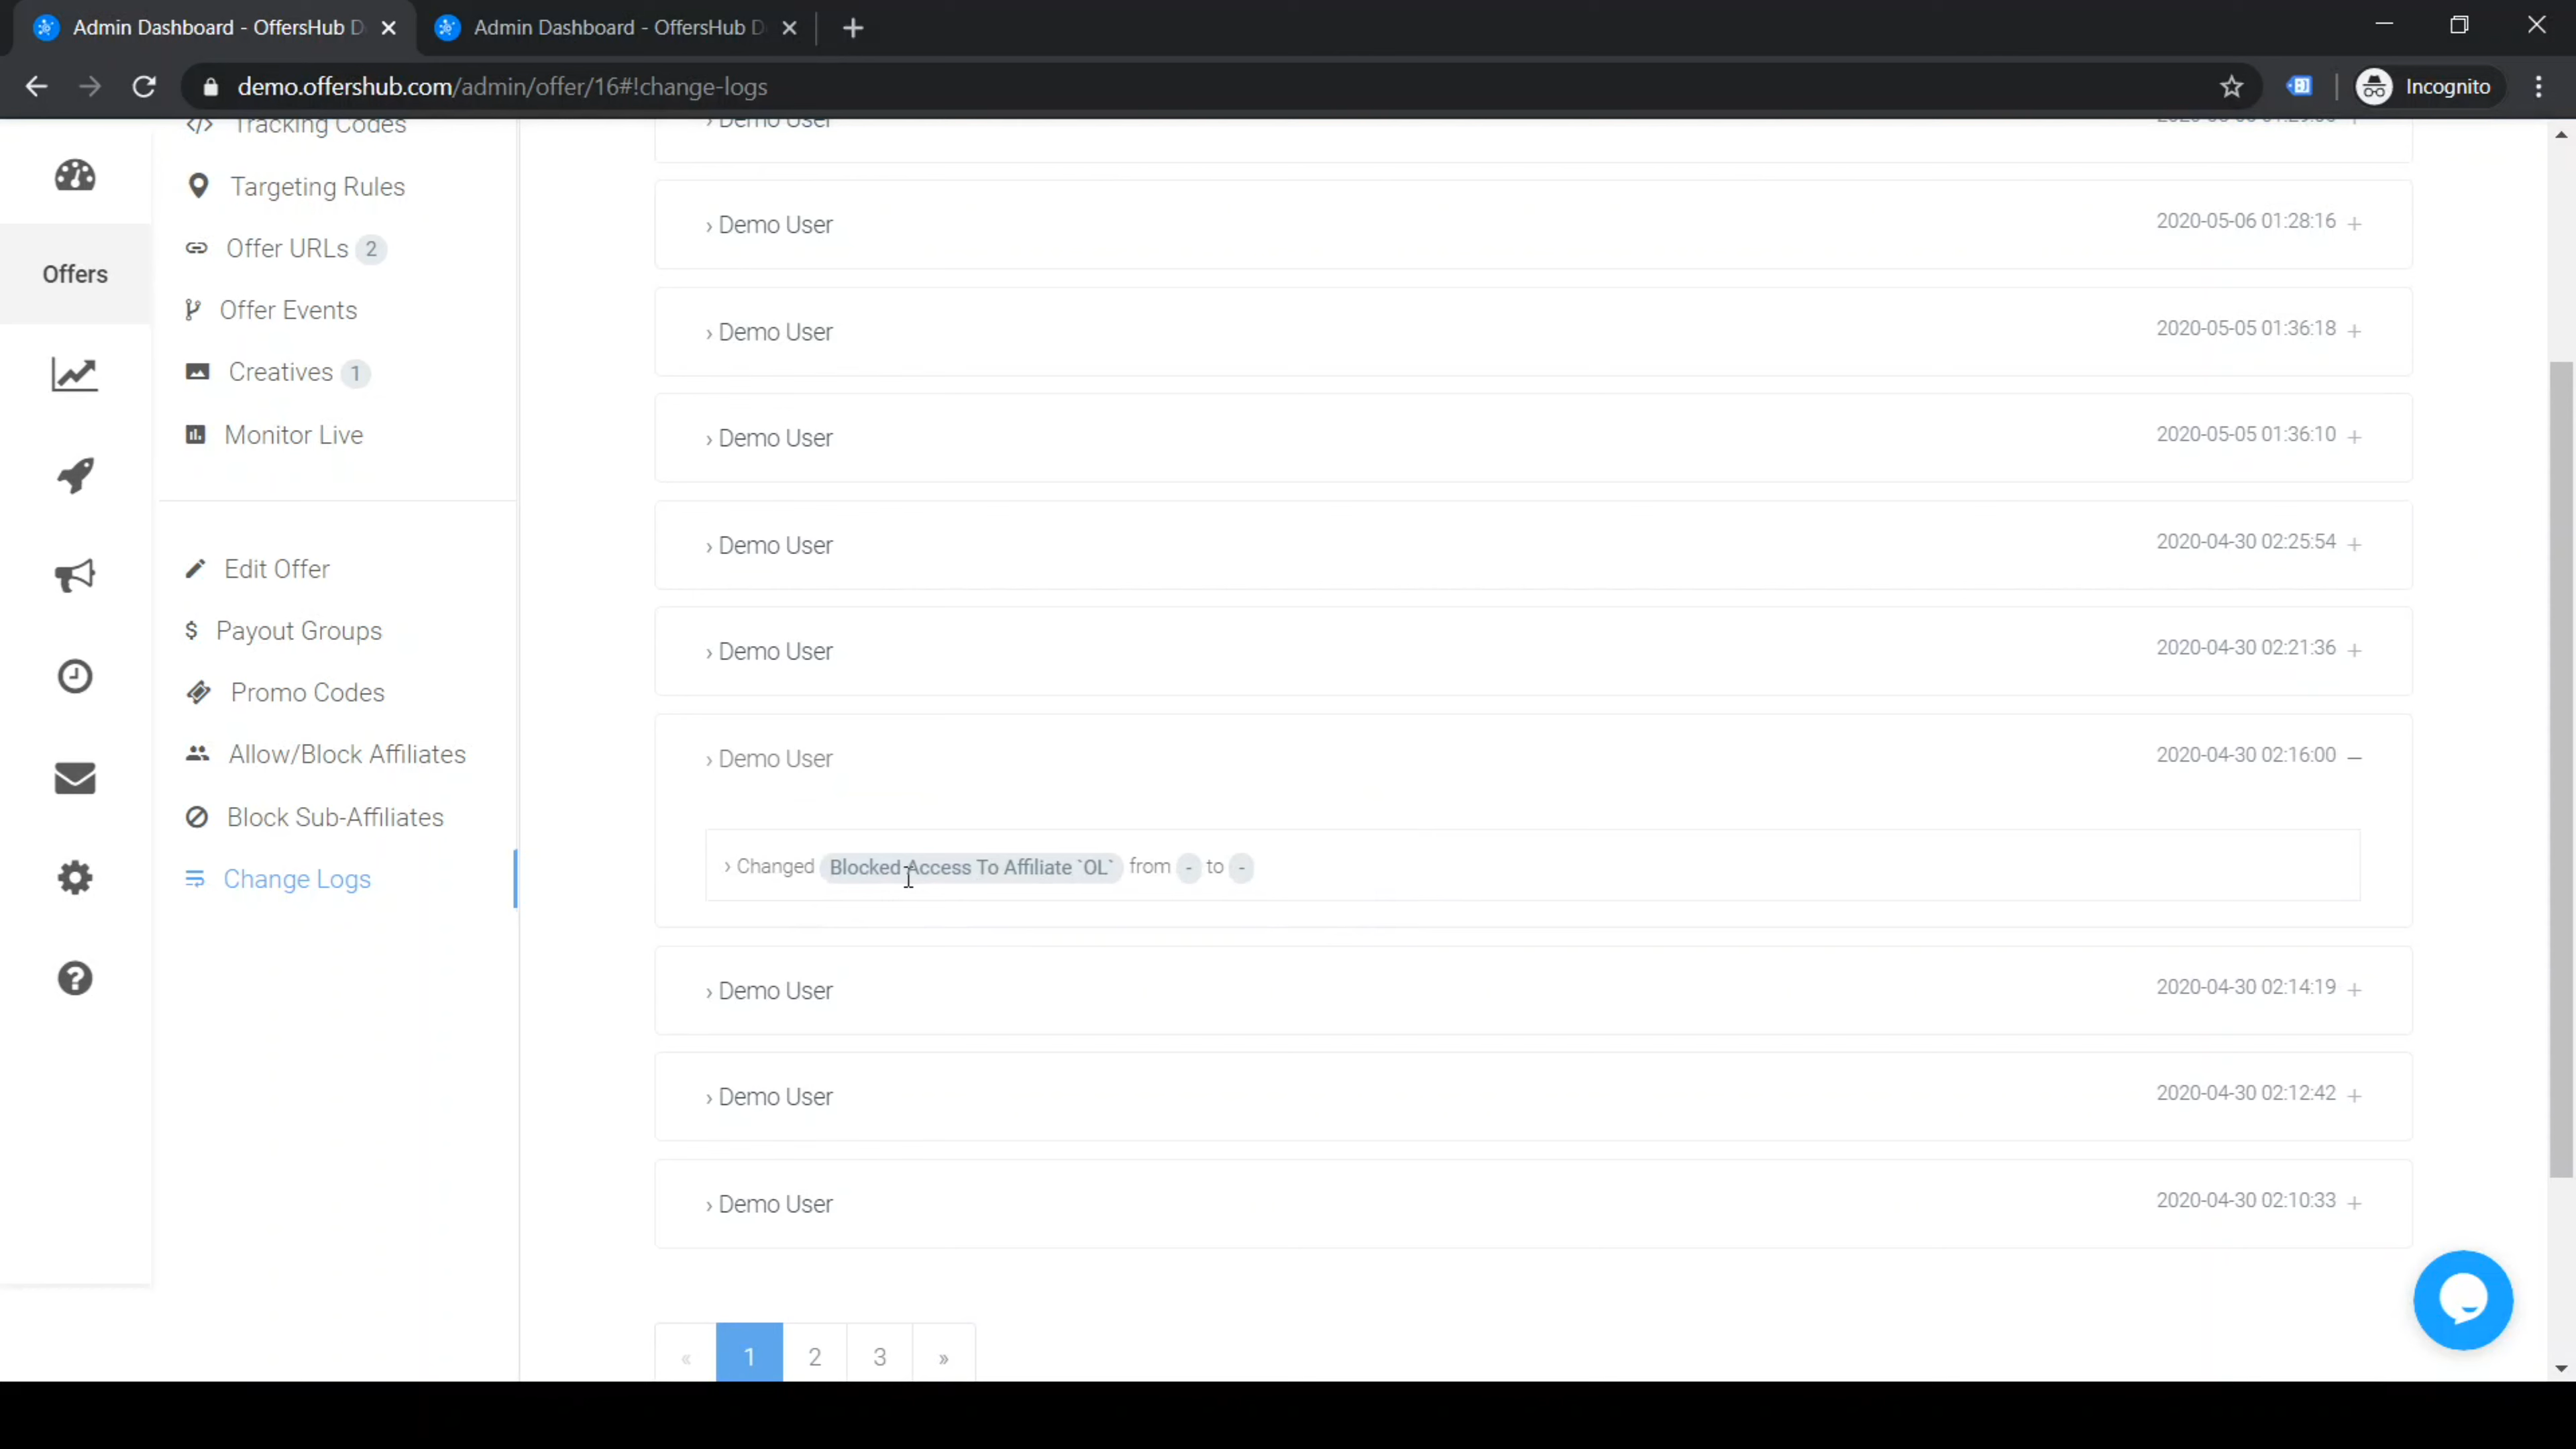 Admin Dashboard - OffersHub D
Admin Dashboard - OffersHub D
demo.offershub.com/admin/offer/16#!change-logs
Incognito
Tracking Codes
Targeting Rules
Offer URLs 2
Offers
Offer Events
Creatives 1
Monitor Live
Edit Offer
$ Payout Groups
Promo Codes
Allow/Block Affiliates
Block Sub-Affiliates
Change Logs
› Demo User
› Demo User 2020-05-06 01:28:16 +
› Demo User 2020-05-05 01:36:18 +
› Demo User 2020-05-05 01:36:10 +
› Demo User 2020-04-30 02:25:54 +
› Demo User 2020-04-30 02:21:36 +
› Demo User 2020-04-30 02:16:00 –
› Changed Blocked Access To Affiliate `OL` from - to -
› Demo User 2020-04-30 02:14:19 +
› Demo User 2020-04-30 02:12:42 +
› Demo User 2020-04-30 02:10:33 +
« 1 2 3 »